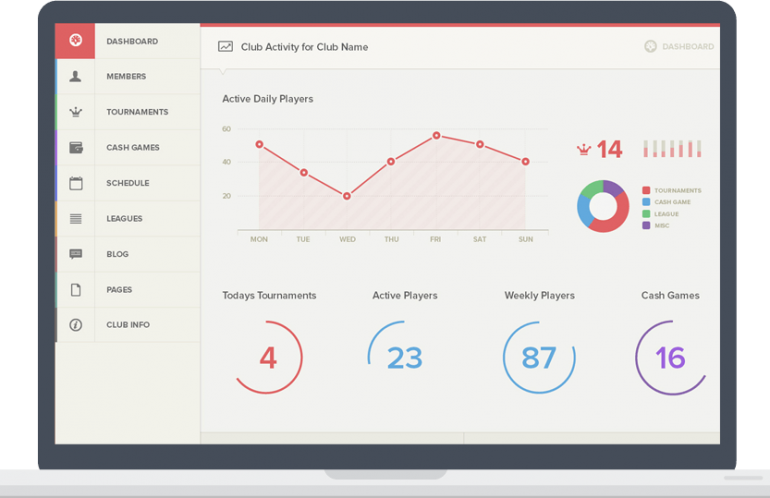 DASHBOARD
MEMBERS
TOURNAMENTS
CASH GAMES
SCHEDULE
LEAGUES
BLOG
PAGES
CLUB INFO
Club Activity for Club Name
DASHBOARD
Active Daily Players
60
40
20
MON TUE WED THU FRI SAT SUN
14
TOURNAMENTS
CASH GAME
LEAGUE
MISC
Todays Tournaments
4
Active Players
23
Weekly Players
87
Cash Games
16